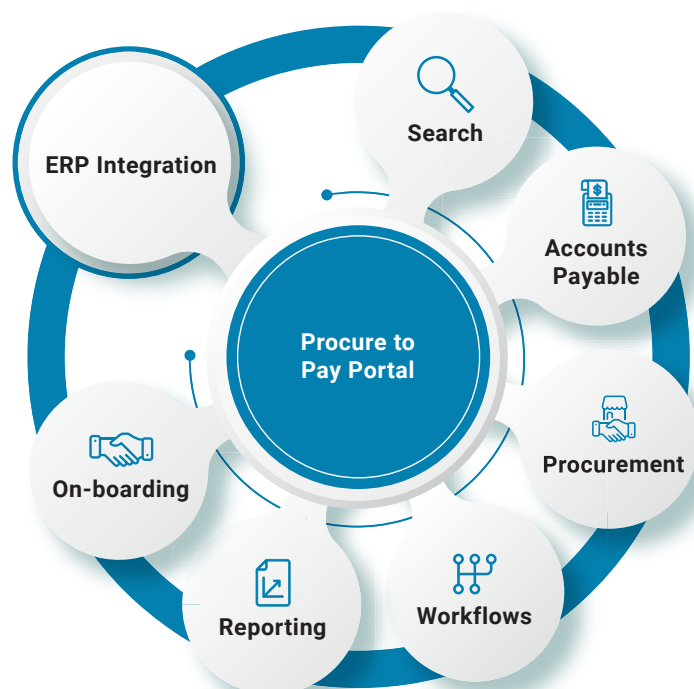 Search
ERP Integration
Accounts
Payable
$
Procure to
Pay Portal
Procurement
On-boarding
Workflows
Reporting